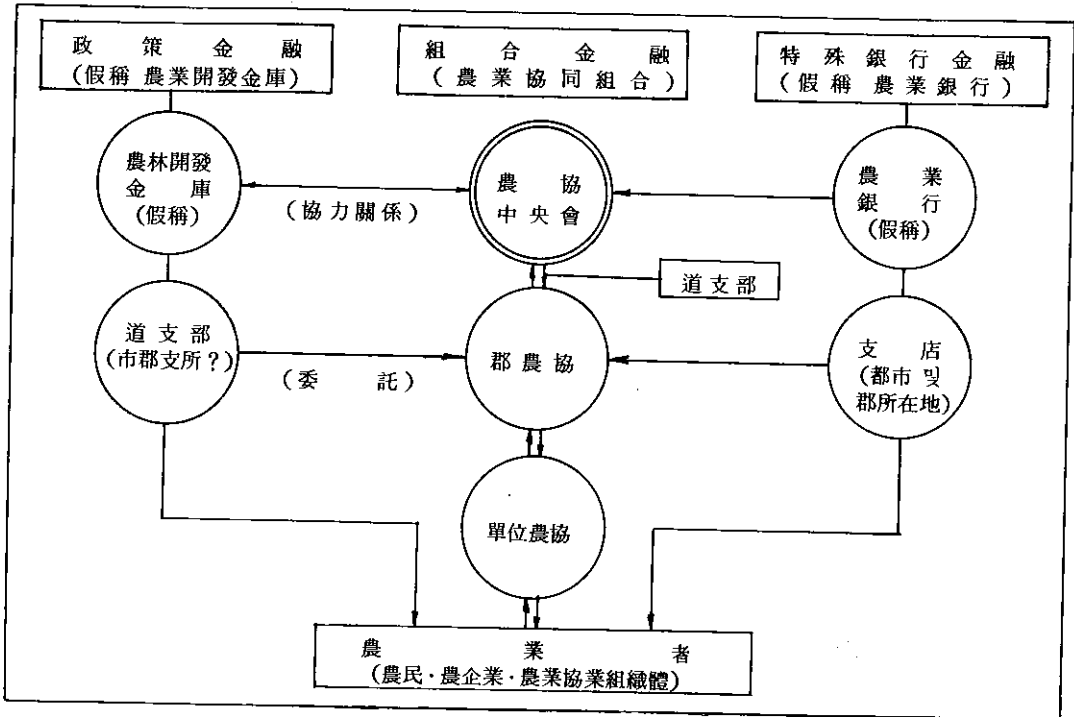 政策金融
(假稱 農業開發金庫)
組合金融
(農業協同組合)
特殊銀行金融
(假稱 農業銀行)
農林開發
金庫
(假稱)
(協力關係)
農協
中央會
農業
銀行
(假稱)
道支部
道支部
(市郡支所?)
(委託)
郡農協
支店
(都市 및
郡所在地)
單位農協
農業者
(農民·農企業·農業協業組織體)